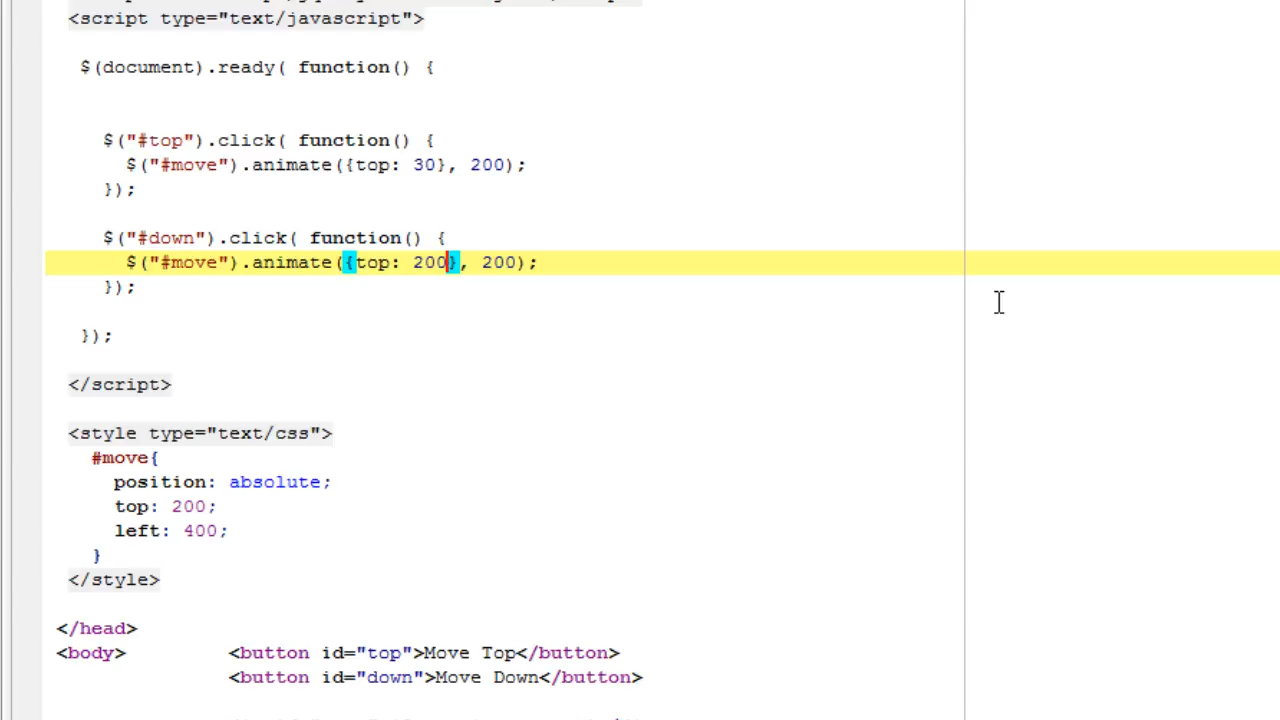 <script type="text/javascript">
$(document).ready( function() {
$("#top").click( function() {
$("#move").animate({top: 30}, 200);
});
$("#down").click( function() {
$("#move").animate({top: 200}, 200);
});
});
</script>
<style type="text/css">
#move{
position: absolute;
top: 200;
left: 400;
}
</style>
</head>
<body> <button id="top">Move Top</button>
<button id="down">Move Down</button>